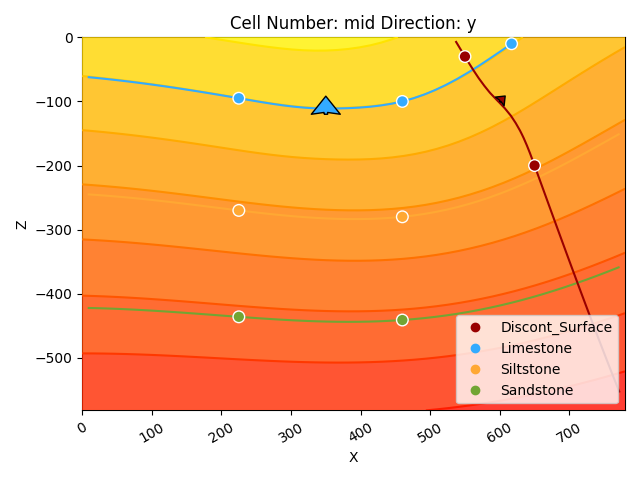 Cell Number: mid Direction: y
0
−100
−200
−300
−400
−500
Z
Discont_Surface
Limestone
Siltstone
Sandstone
0
100
200
300
400
500
600
700
X